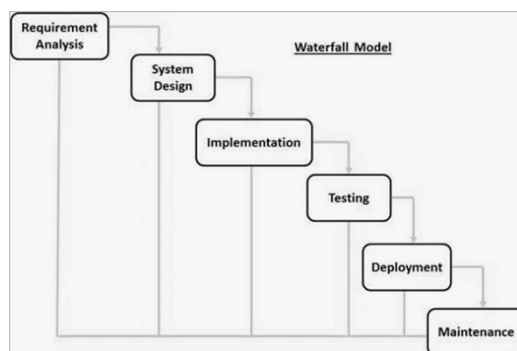 Requirement
Analysis
Waterfall Model
System
Design
Implementation
Testing
Deployment
Maintenance